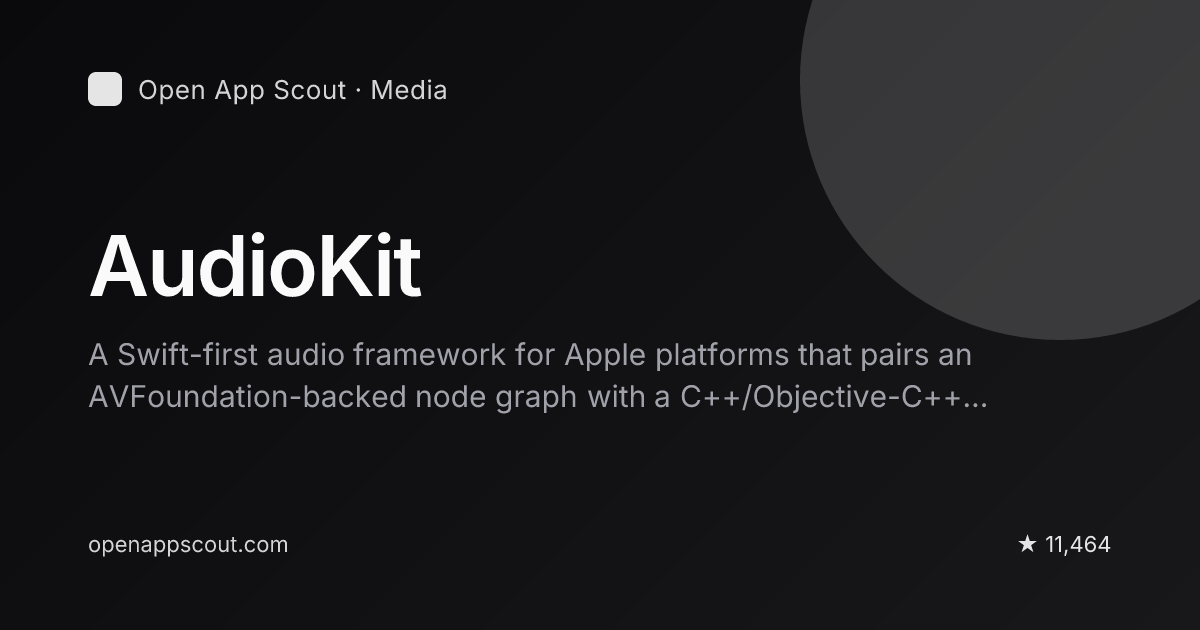 Open App Scout · Media
AudioKit
A Swift-first audio framework for Apple platforms that pairs an
AVFoundation-backed node graph with a C++/Objective-C++...
openappscout.com
★ 11,464